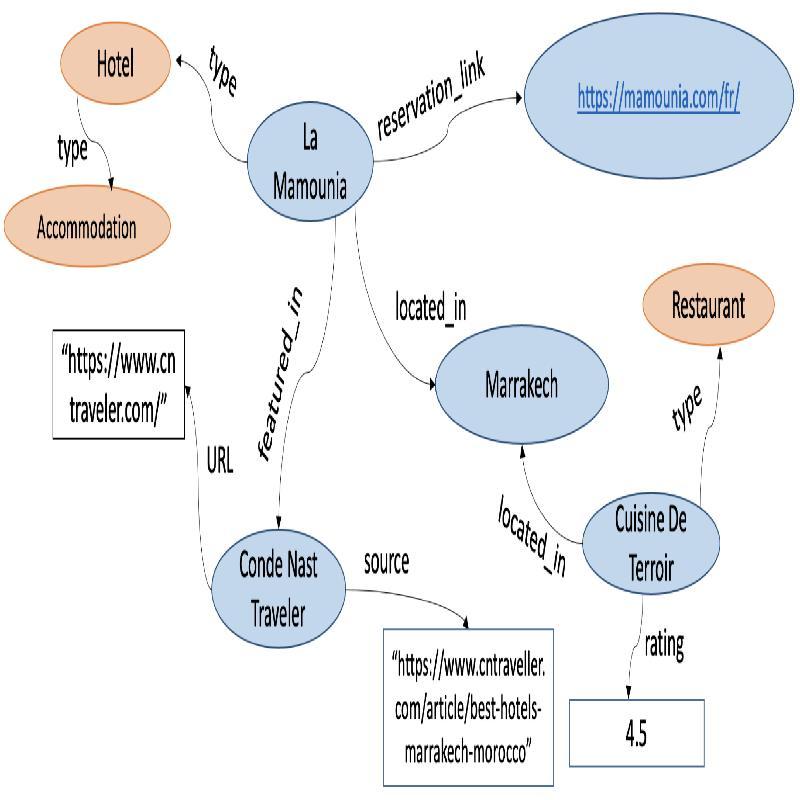 Hotel
type
reservation_link
https://mamounia.com/fr/
La
Mamounia
type
Accommodation
located_in
Restaurant
featured_in
"https://www.cn
traveler.com/"
Marrakech
type
URL
located_in
Cuisine De
Terroir
Conde Nast
Traveler
source
rating
"https://www.cntraveller.
com/article/best-hotels-
marrakech-morocco"
4.5